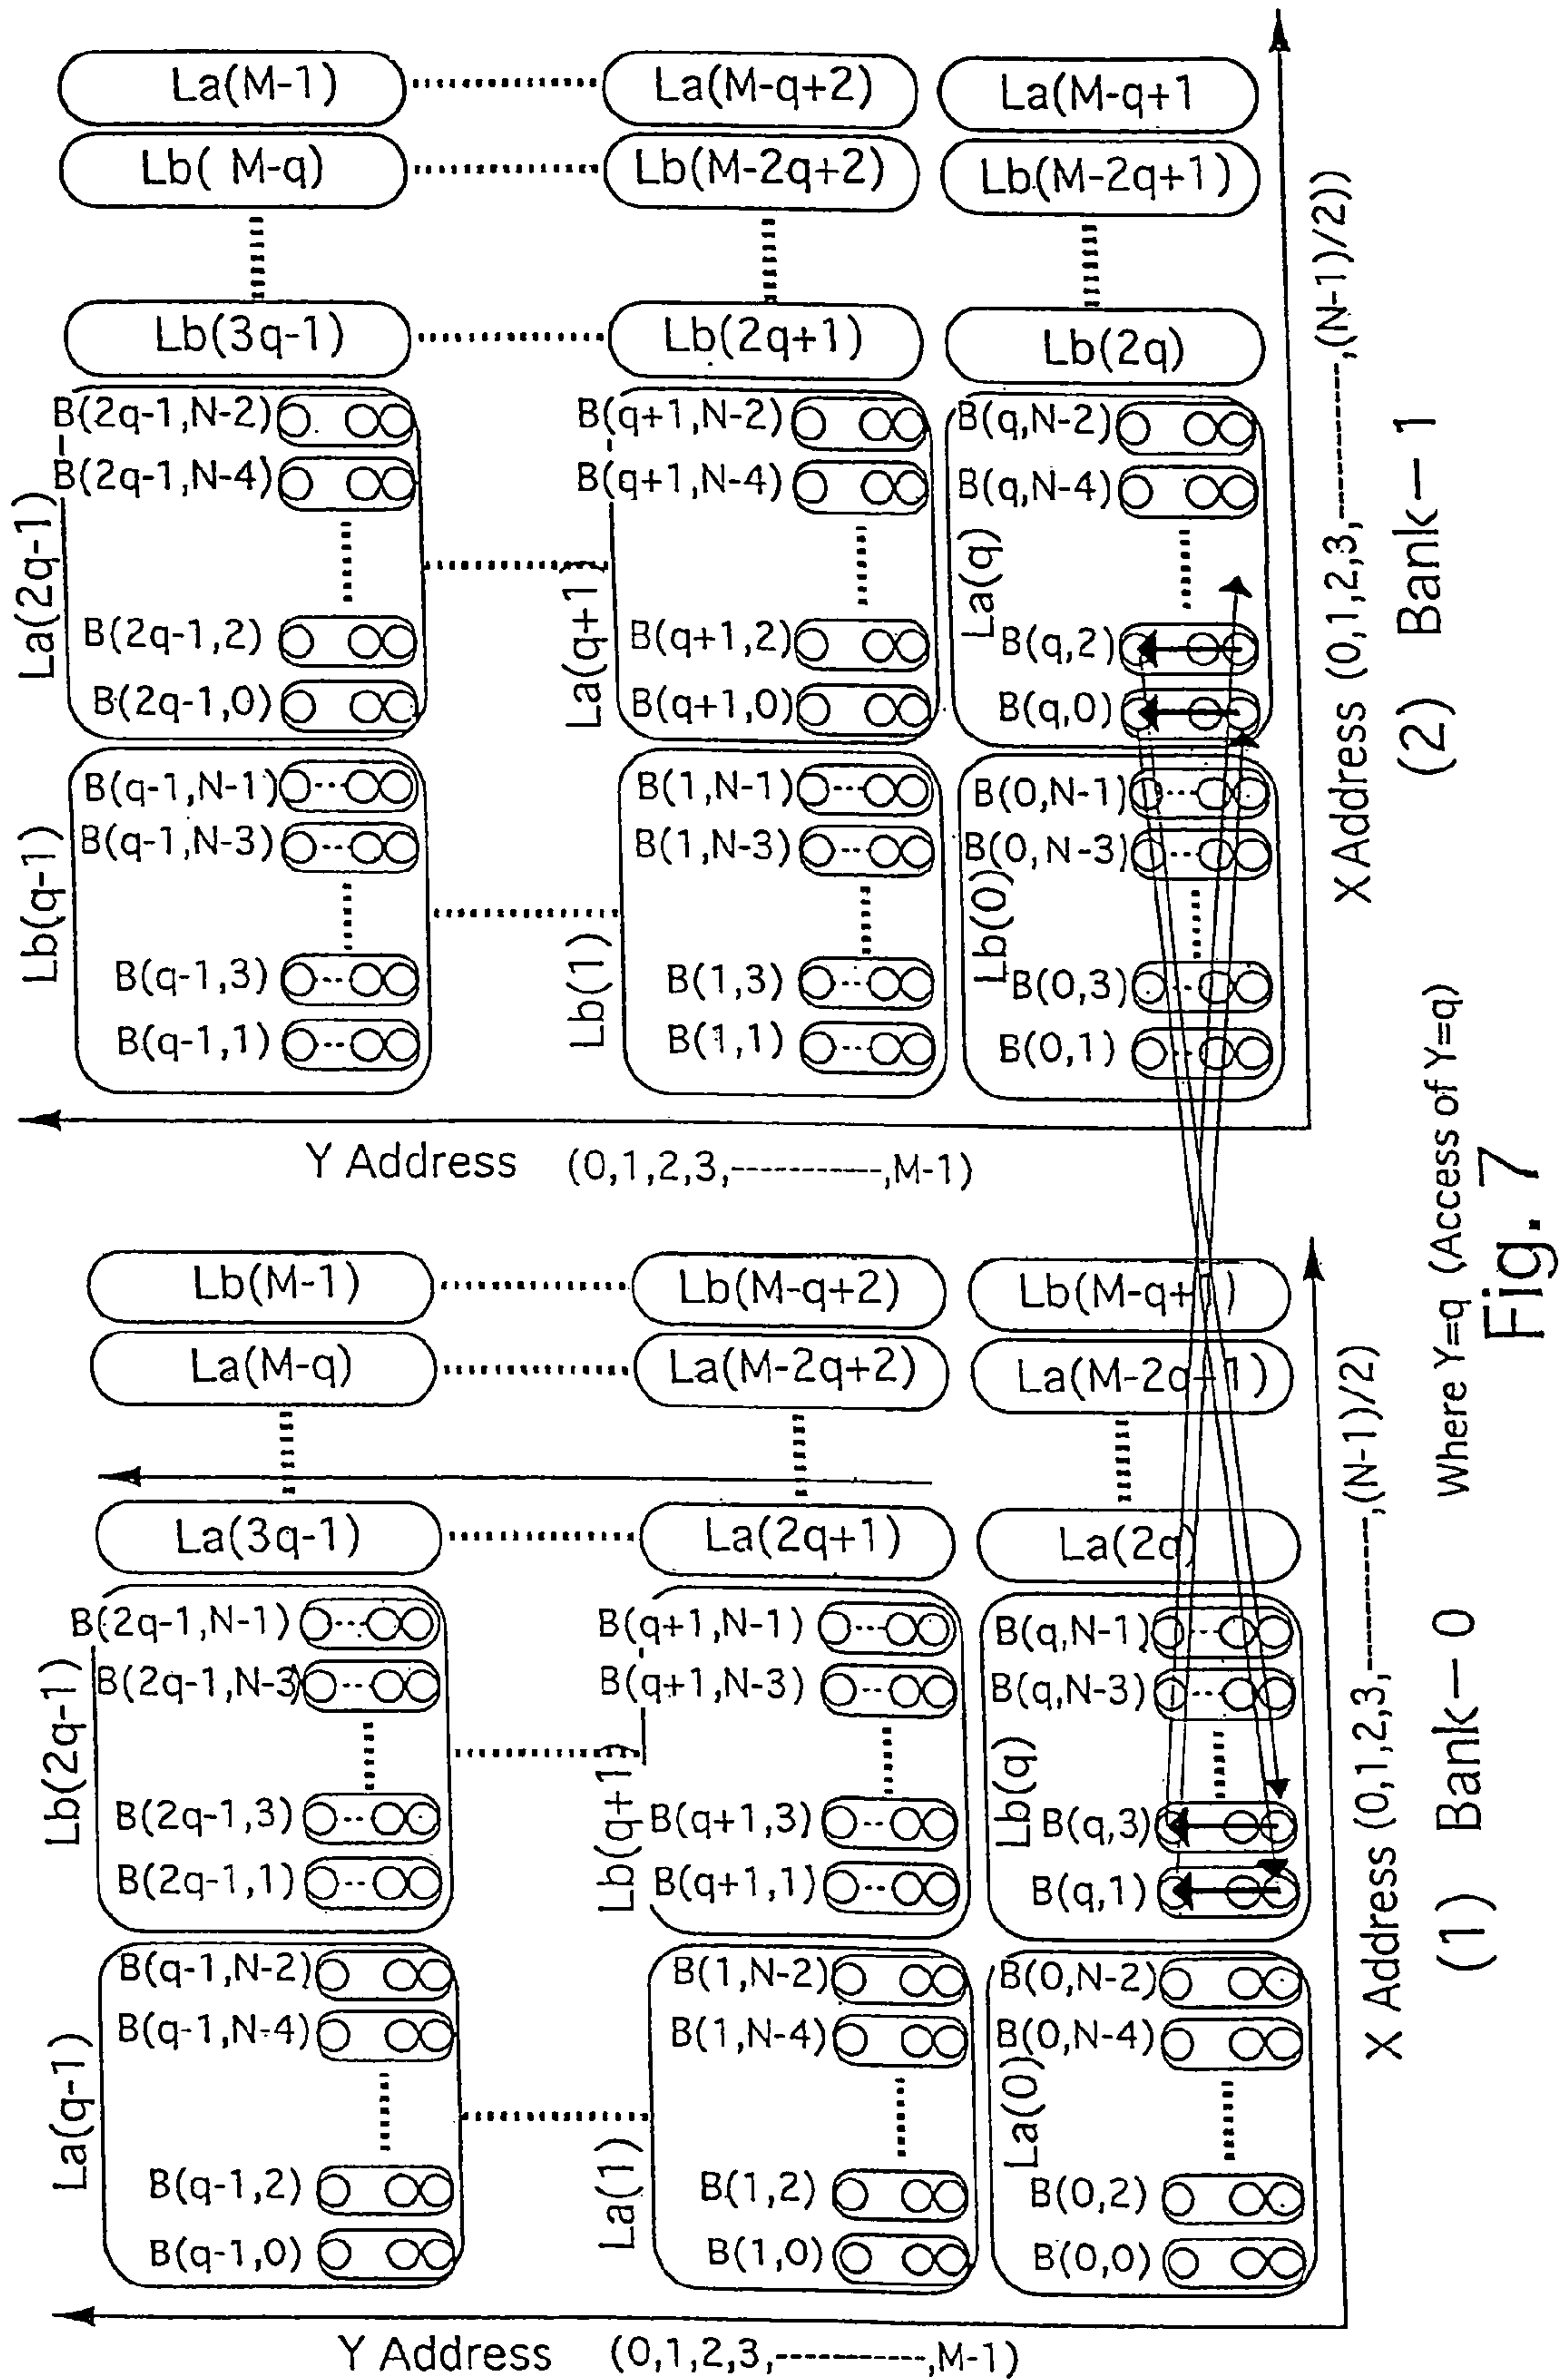 La(M-1)
La(M-q+2)
La(M-q+1
Lb( M-q)
Lb(M-2q+2)
Lb(M-2q+1)
Lb(3q-1)
Lb(2q+1)
Lb(2q)
La(2q-1)
B(2q-1,N-2)
B(2q-1,N-4)
B(2q-1,2)
B(2q-1,0)
La(q+1)
B(q+1,N-2)
B(q+1,N-4)
B(q+1,2)
B(q+1,0)
La(q)
B(q,N-2)
B(q,N-4)
B(q,2)
B(q,0)
Lb(q-1)
B(q-1,N-1)
B(q-1,N-3)
B(q-1,3)
B(q-1,1)
Lb(1)
B(1,N-1)
B(1,N-3)
B(1,3)
B(1,1)
Lb(0)
B(0,N-1)
B(0,N-3)
B(0,3)
B(0,1)
X Address (0,1,2,3,------------,(N-1)/2))
(2) Bank-1
Y Address (0,1,2,3,-----------,M-1)
Lb(M-1)
Lb(M-q+2)
Lb(M-q+1)
La(M-q)
La(M-2q+2)
La(M-2q+1)
La(3q-1)
La(2q+1)
La(2q)
Lb(2q-1)
B(2q-1,N-1)
B(2q-1,N-3
B(2q-1,3)
B(2q-1,1)
Lb(q+1)
B(q+1,N-1)
B(q+1,N-3)
B(q+1,3)
B(q+1,1)
Lb(q)
B(q,N-1)
B(q,N-3)
B(q,3)
B(q,1)
La(q-1)
B(q-1,N-2)
B(q-1,N-4)
B(q-1,2)
B(q-1,0)
La(1)
B(1,N-2)
B(1,N-4)
B(1,2)
B(1,0)
La(0)
B(0,N-2)
B(0,N-4)
B(0,2)
B(0,0)
X Address (0,1,2,3,------------,(N-1)/2)
(1) Bank-0
Y Address (0,1,2,3,-----------,M-1)
Where Y=q (Access of Y=q)
Fig. 7